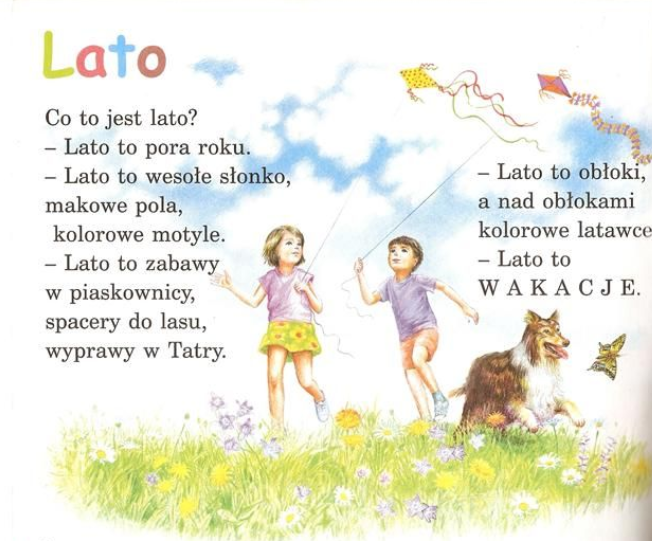 Lato
Co to jest lato?
– Lato to pora roku.
– Lato to wesołe słonko,
makowe pola,
kolorowe motyle.
– Lato to zabawy
w piaskownicy,
spacery do lasu,
wyprawy w Tatry.
– Lato to obłoki,
a nad obłokami
kolorowe latawce
– Lato to
W A K A C J E.